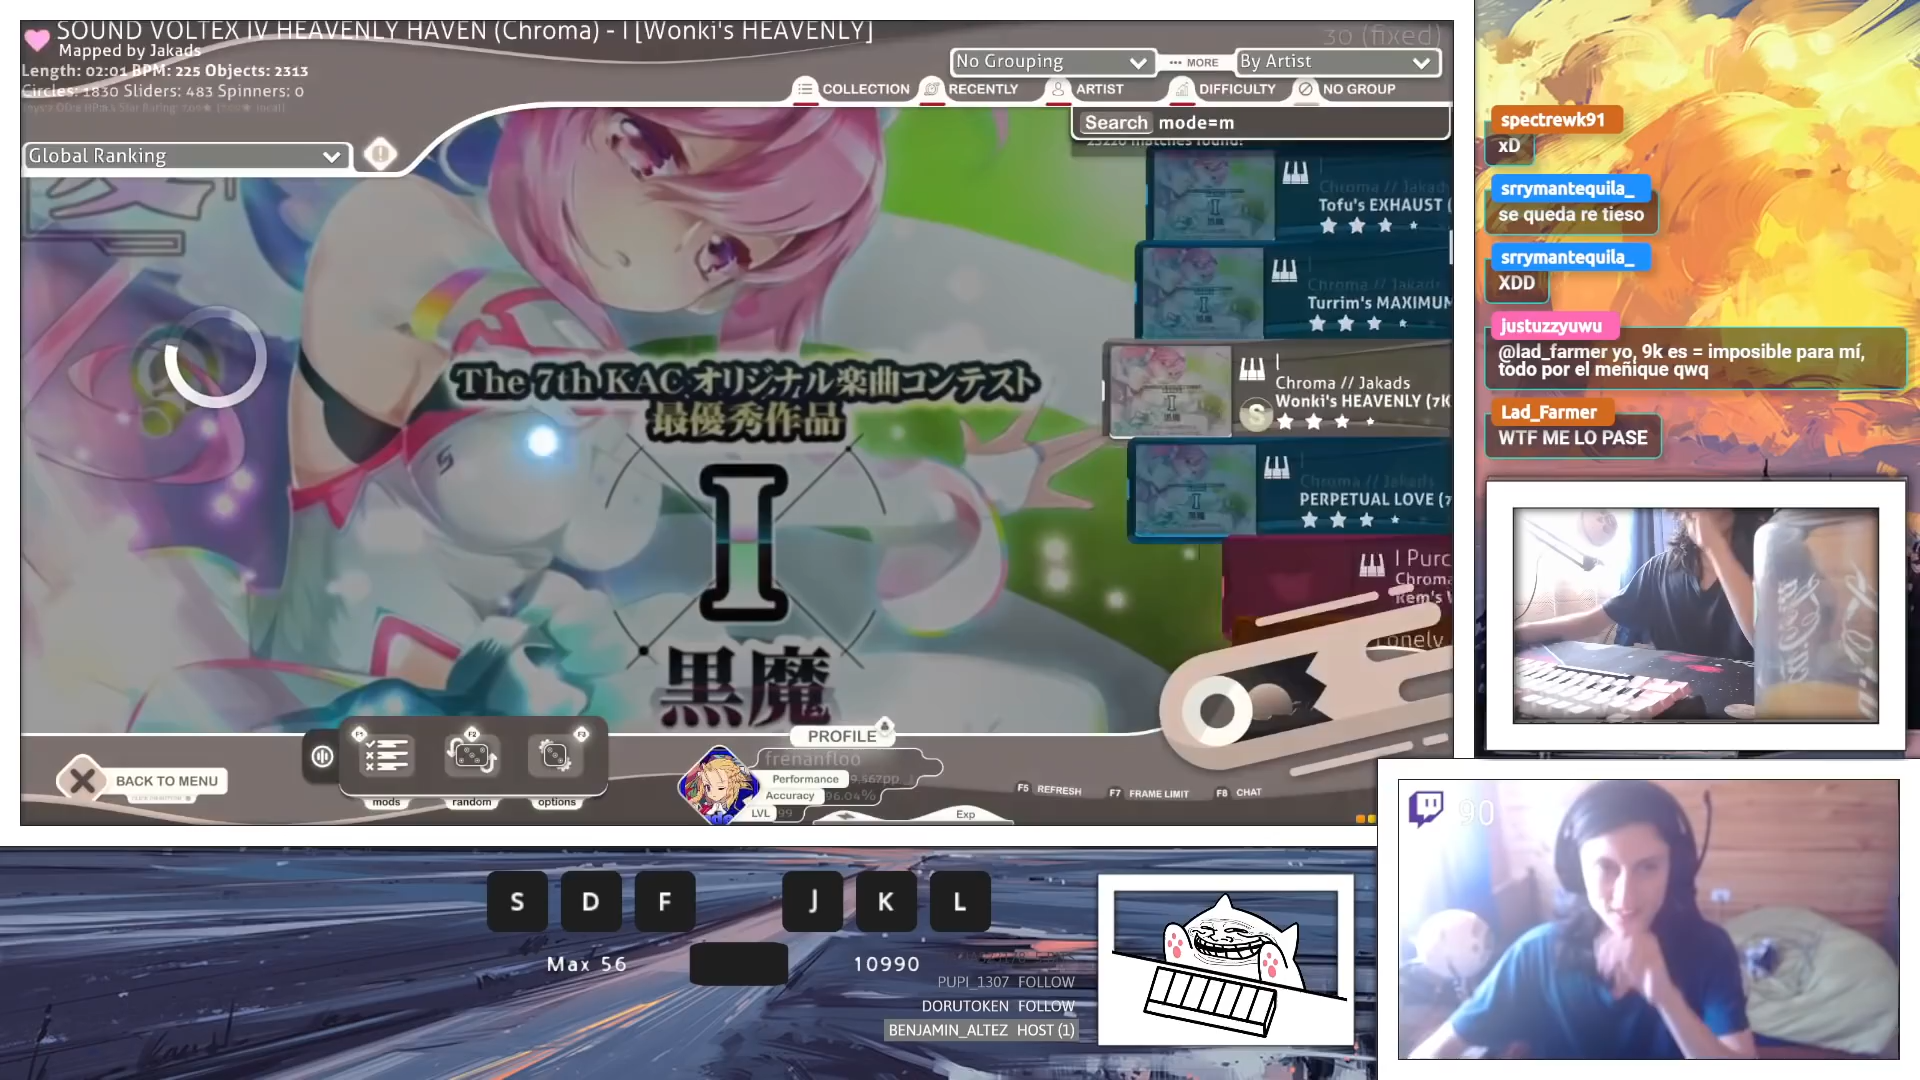 SOUND VOLTEX IV HEAVENLY HAVEN (Chroma) - I [Wonki's HEAVENLY]
Mapped by Jakads
Length: 02:01 BPM: 225 Objects: 2313
Circles: 1830 Sliders: 483 Spinners: 0
30 (fixed)
No Grouping
MORE
By Artist
COLLECTION
RECENTLY
ARTIST
DIFFICULTY
NO GROUP
Search mode=m
Global Ranking
Chroma // Jakads
Tofu's EXHAUST (
Chroma // Jakads
Turrim's MAXIMUM
I
Chroma // Jakads
Wonki's HEAVENLY (7K
S
Chroma // Jakads
PERPETUAL LOVE (7
I Purc
Chroma
Rem's
Lonely
The 7th KAC オリジナル楽曲コンテスト
最優秀作品
I
黒魔
PROFILE
frenanfloo
Performance
Accuracy 96.04%
LVL 99
Exp
BACK TO MENU
F1
F2
F3
mods
random
options
F5 REFRESH
F7 FRAME LIMIT
F8 CHAT
spectrewk91
xD
srrymantequila_
se queda re tieso
srrymantequila_
XDD
justuzzyuwu
@lad_farmer yo, 9k es = imposible para mí,
todo por el meñique qwq
Lad_Farmer
WTF ME LO PASE
90
S D F J K L
Max 56
10990
PUPI_1307 FOLLOW
DORUTOKEN FOLLOW
BENJAMIN_ALTEZ HOST (1)